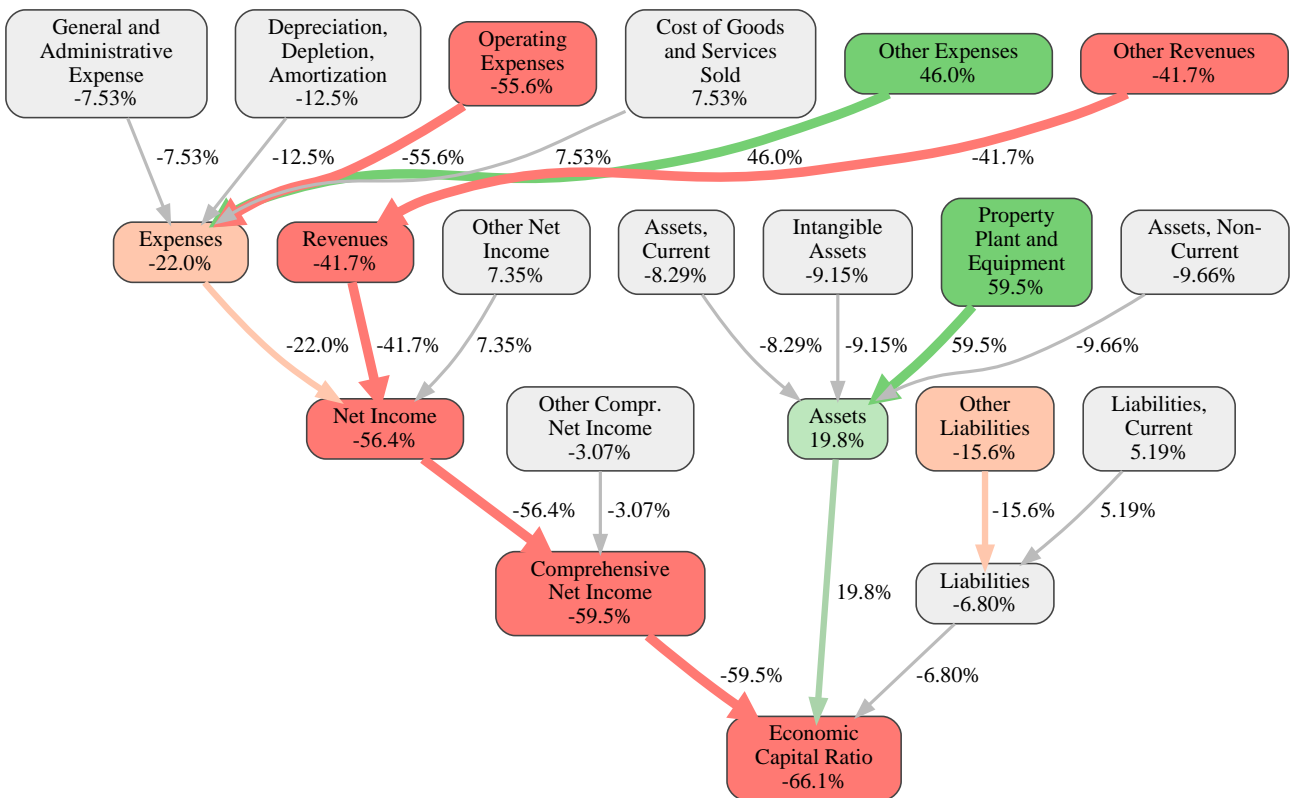 General and
Administrative
Expense
-7.53%
Depreciation,
Depletion,
Amortization
-12.5%
Operating
Expenses
-55.6%
Cost of Goods
and Services
Sold
7.53%
Other Expenses
46.0%
Other Revenues
-41.7%
-7.53%
-12.5%
-55.6%
7.53%
46.0%
-41.7%
Expenses
-22.0%
Revenues
-41.7%
Other Net
Income
7.35%
Assets,
Current
-8.29%
Intangible
Assets
-9.15%
Property
Plant and
Equipment
59.5%
Assets, Non-
Current
-9.66%
-22.0%
-41.7%
7.35%
-8.29%
-9.15%
59.5%
-9.66%
Net Income
-56.4%
Other Compr.
Net Income
-3.07%
Assets
19.8%
Other
Liabilities
-15.6%
Liabilities,
Current
5.19%
-56.4%
-3.07%
-15.6%
5.19%
Comprehensive
Net Income
-59.5%
19.8%
Liabilities
-6.80%
-59.5%
-6.80%
Economic
Capital Ratio
-66.1%